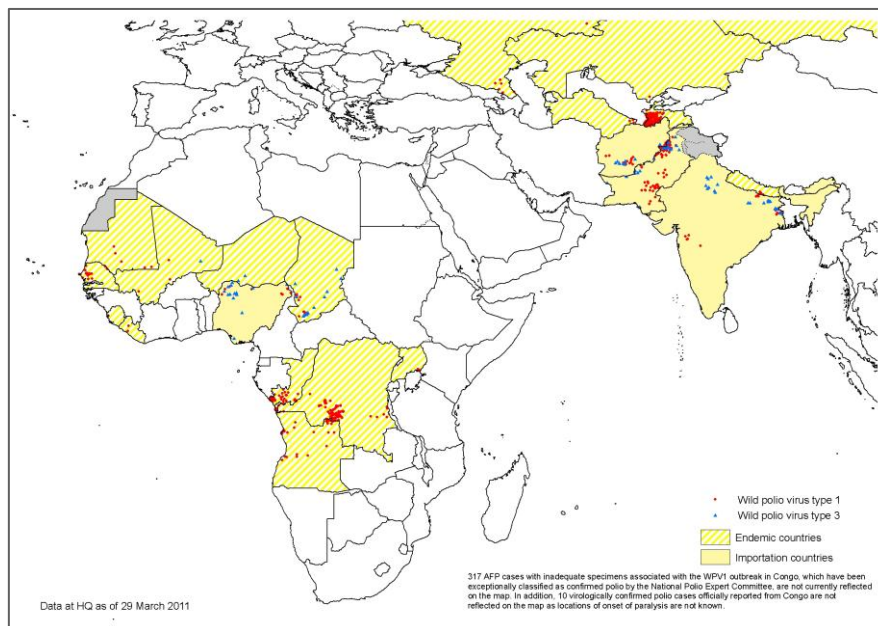 Wild polio virus type 1
Wild polio virus type 3
Endemic countries
Importation countries
317 AFP cases with inadequate specimens associated with the WPV1 outbreak in Congo, which have been
exceptionally classified as confirmed polio by the National Polio Expert Committee, are not currently reflected
on the map. In addition, 10 virologically confirmed polio cases officially reported from Congo are not
reflected on the map as locations of onset of paralysis are not known.
Data at HQ as of 29 March 2011